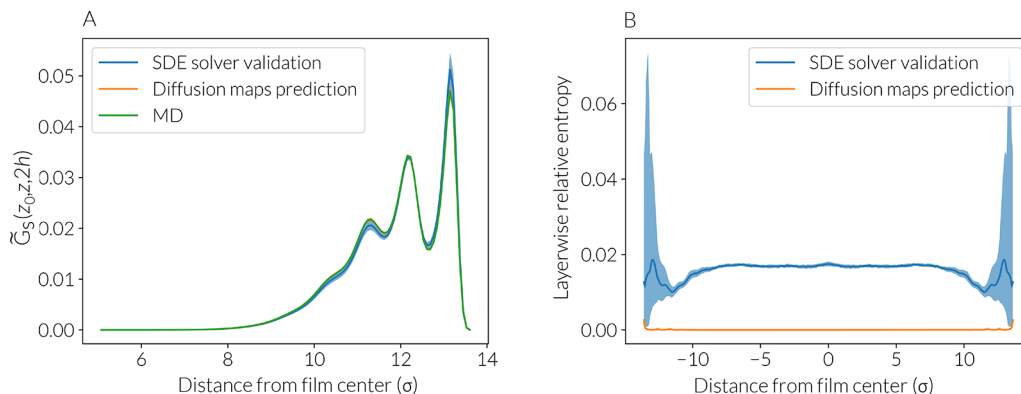 A
SDE solver validation
Diffusion maps prediction
MD
0.05
0.04
0.03
0.02
0.01
0.00
G̃s(z0,z,2h)
6
8
10
12
14
Distance from film center (σ)
B
SDE solver validation
Diffusion maps prediction
0.06
0.04
0.02
0.00
Layerwise relative entropy
−10
−5
0
5
10
Distance from film center (σ)